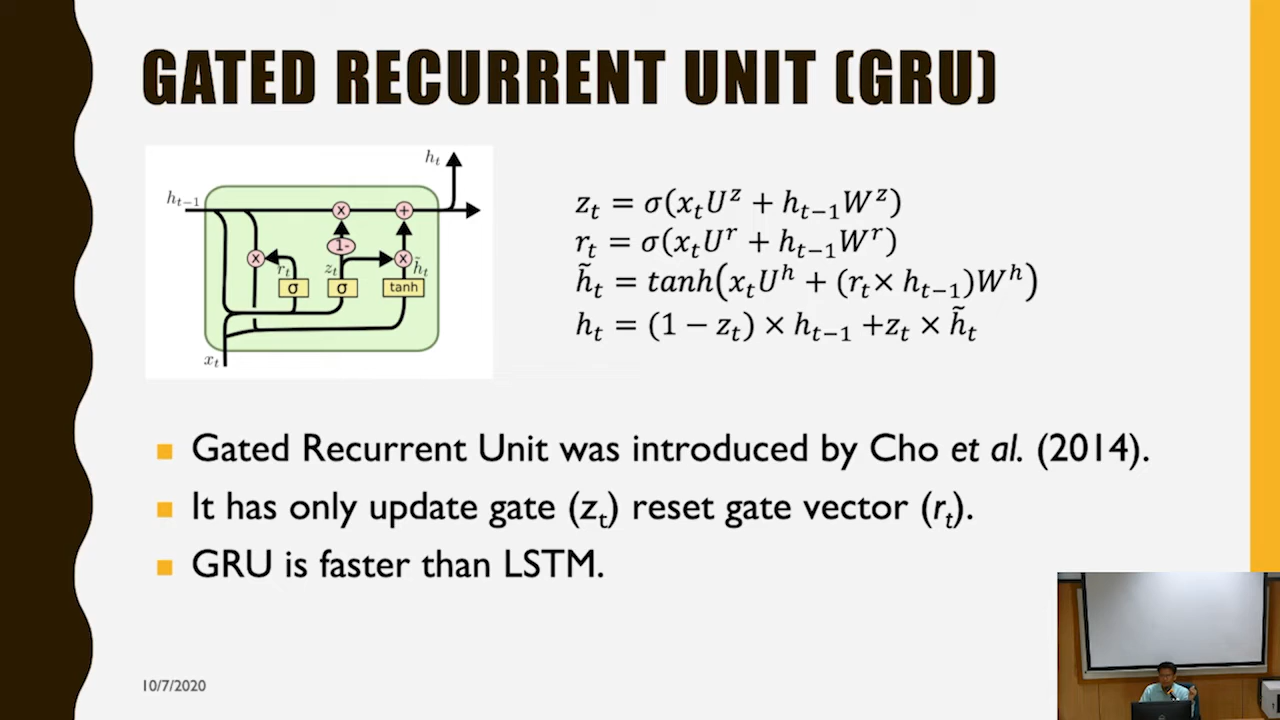 GATED RECURRENT UNIT (GRU)
h_t
h_{t-1}
x + 
1-
x r_t z_t x h̃_t
σ σ tanh
x_t
z_t = σ(x_t U^z + h_{t-1} W^z)
r_t = σ(x_t U^r + h_{t-1} W^r)
h̃_t = tanh(x_t U^h + (r_t × h_{t-1}) W^h)
h_t = (1 − z_t) × h_{t-1} + z_t × h̃_t
Gated Recurrent Unit was introduced by Cho et al. (2014).
It has only update gate (z_t) reset gate vector (r_t).
GRU is faster than LSTM.
10/7/2020